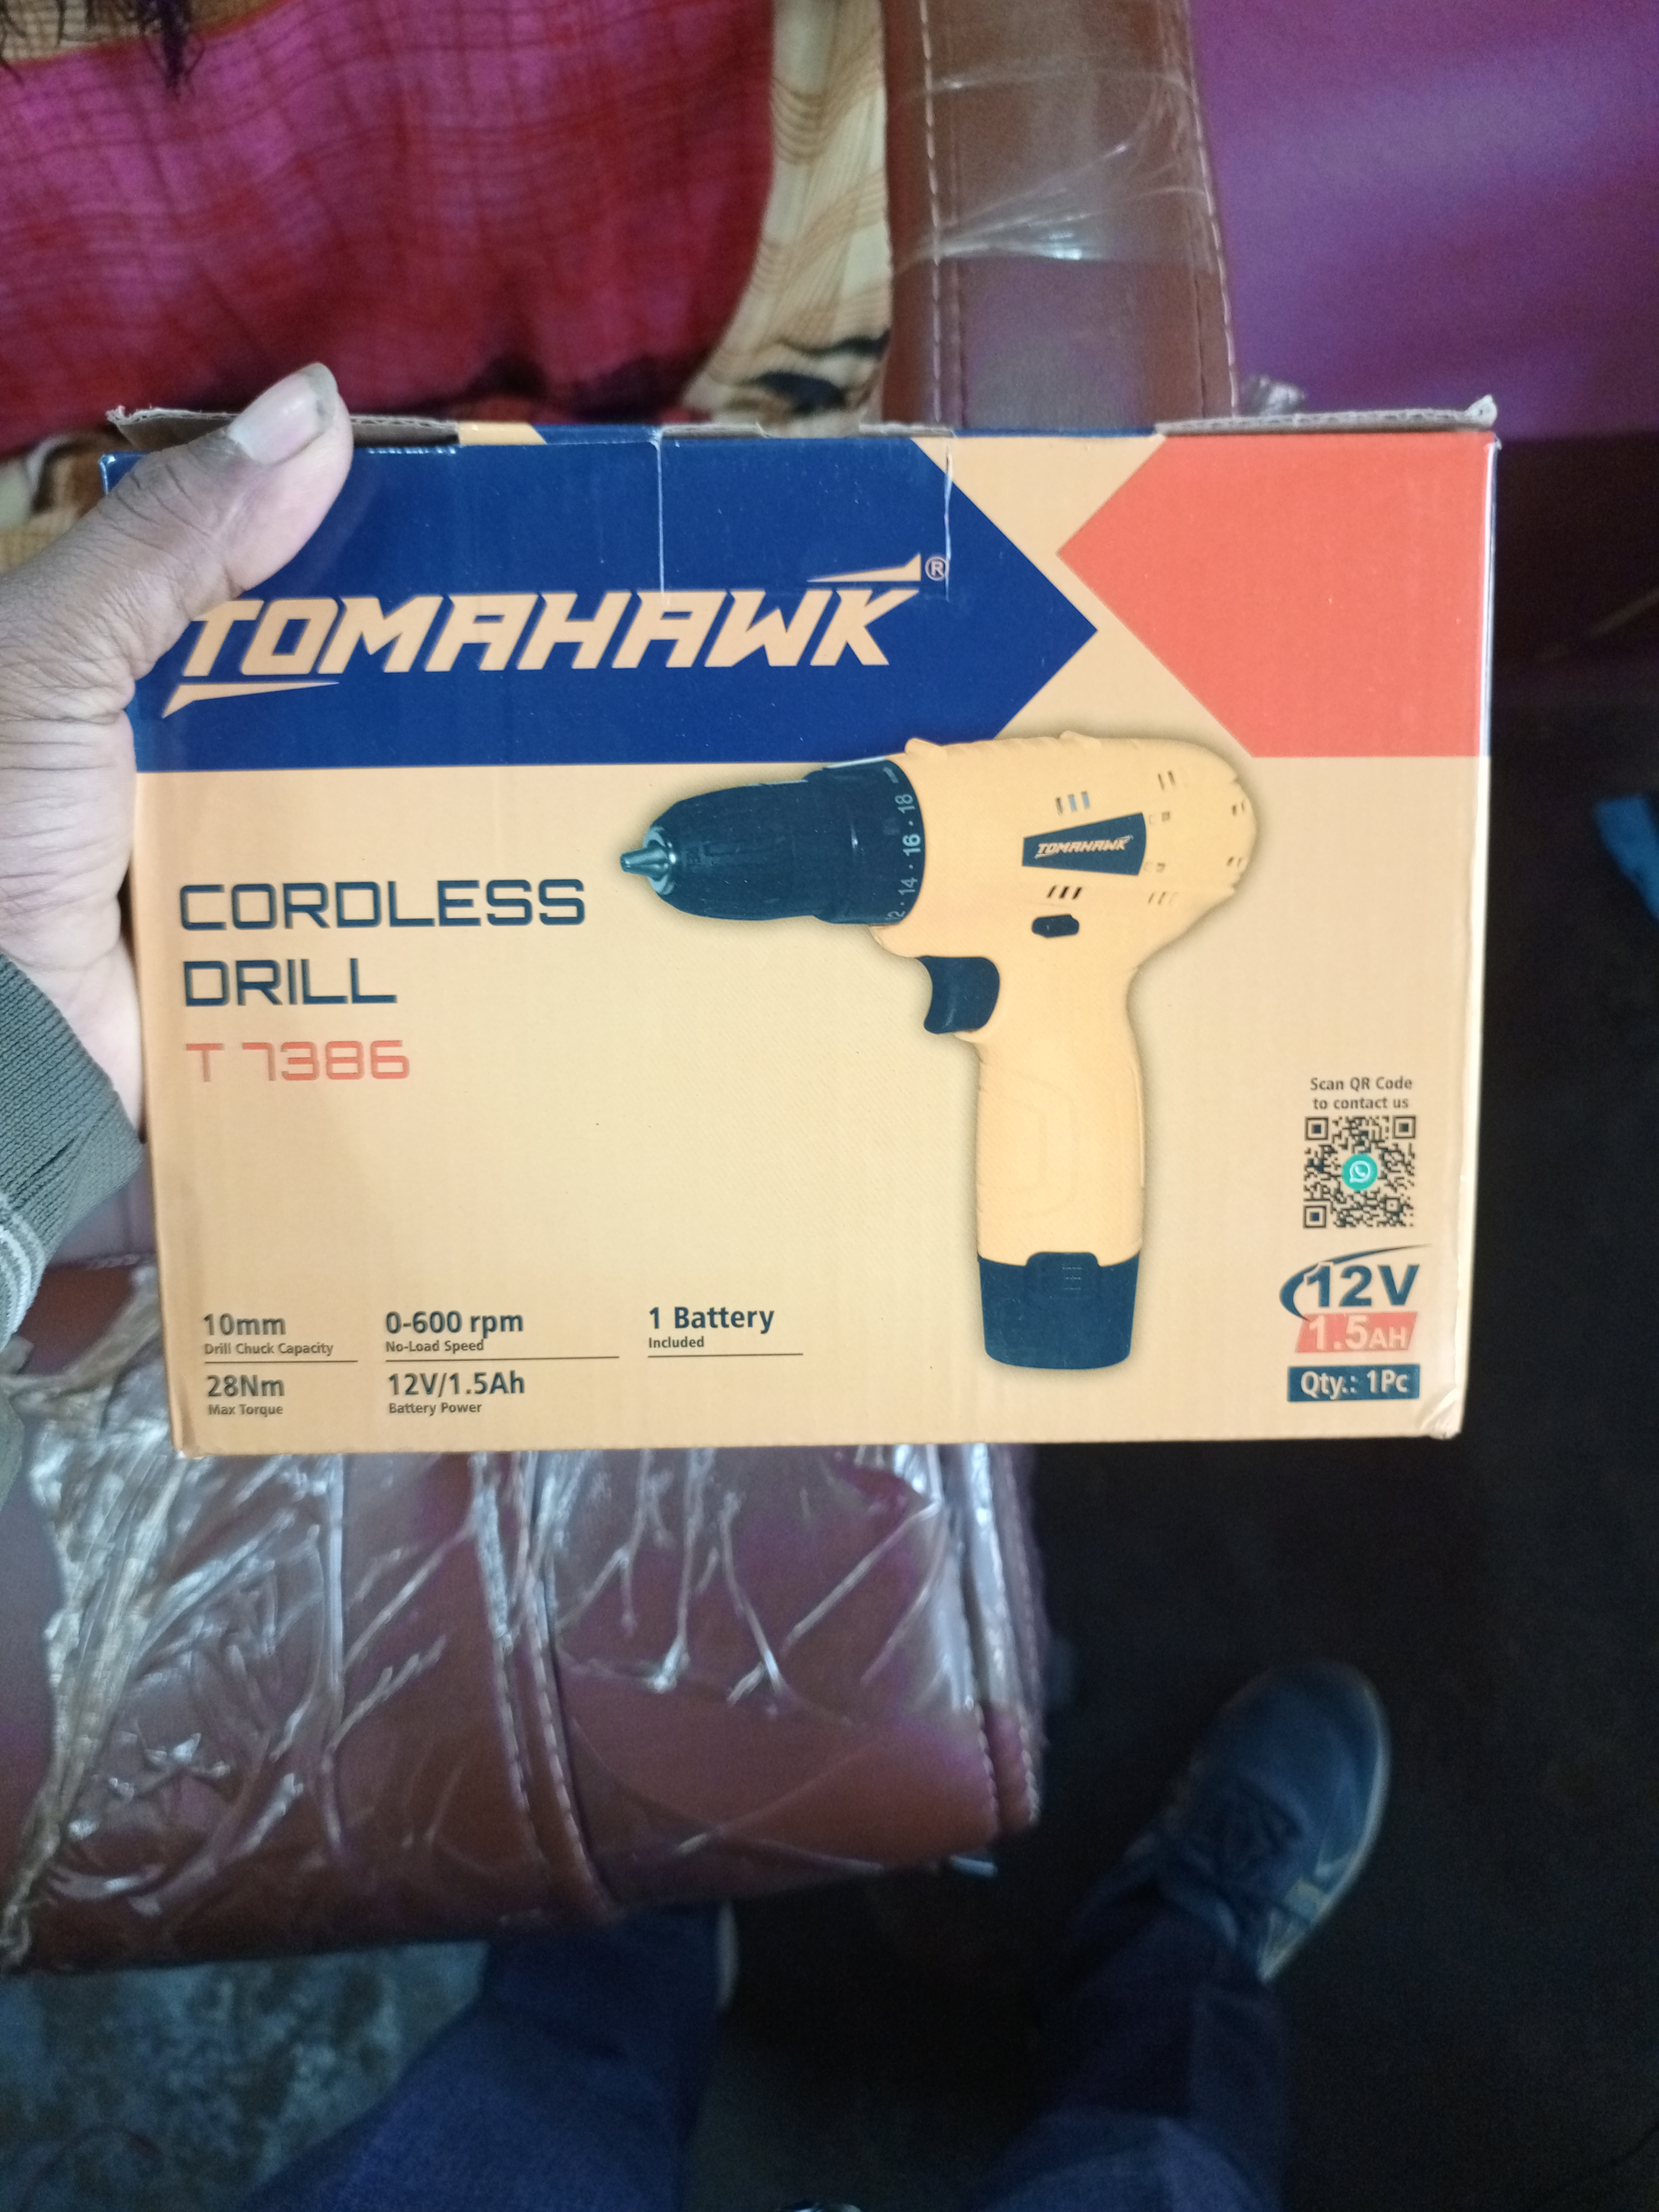 TOMAHAWK®
CORDLESS
DRILL
T 7386
TOMAHAWK
14 · 16 · 18
Scan QR Code
to contact us
12V
1.5AH
Qty.: 1Pc
10mm
Drill Chuck Capacity
0-600 rpm
No-Load Speed
1 Battery
Included
28Nm
Max Torque
12V/1.5Ah
Battery Power